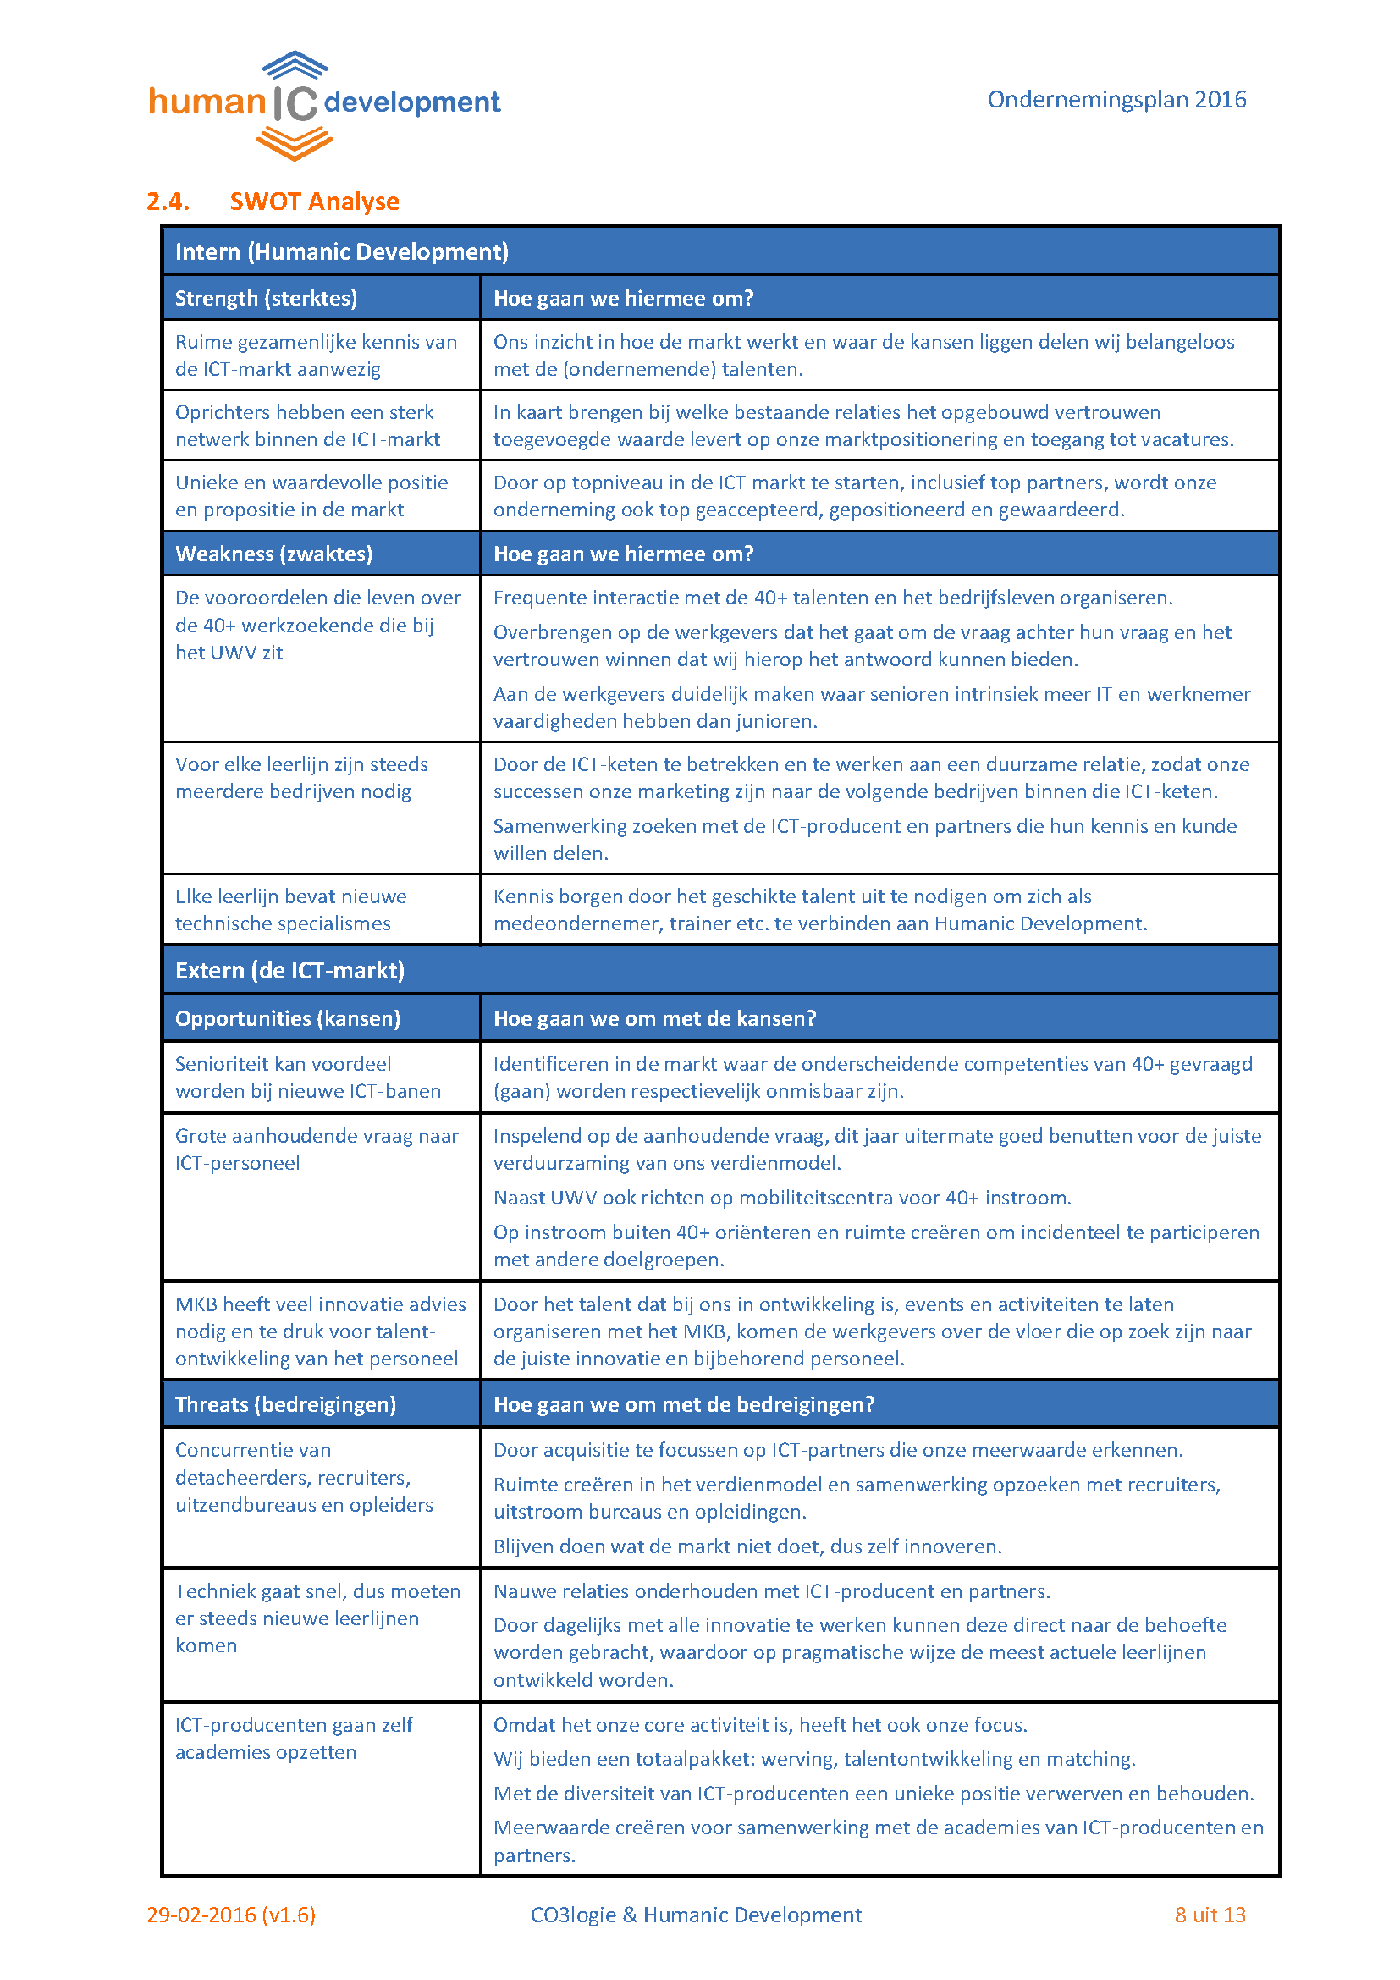 human IC development
Ondernemingsplan 2016
2.4. SWOT Analyse
Intern (Humanic Development)
Strength (sterktes)
Hoe gaan we hiermee om?
Ruime gezamenlijke kennis van
de ICT-markt aanwezig
Ons inzicht in hoe de markt werkt en waar de kansen liggen delen wij belangeloos
met de (ondernemende) talenten.
Oprichters hebben een sterk
netwerk binnen de ICT-markt
In kaart brengen bij welke bestaande relaties het opgebouwd vertrouwen
toegevoegde waarde levert op onze marktpositionering en toegang tot vacatures.
Unieke en waardevolle positie
en propositie in de markt
Door op topniveau in de ICT markt te starten, inclusief top partners, wordt onze
onderneming ook top geaccepteerd, gepositioneerd en gewaardeerd.
Weakness (zwaktes)
Hoe gaan we hiermee om?
De vooroordelen die leven over
de 40+ werkzoekende die bij
het UWV zit
Frequente interactie met de 40+ talenten en het bedrijfsleven organiseren.
Overbrengen op de werkgevers dat het gaat om de vraag achter hun vraag en het
vertrouwen winnen dat wij hierop het antwoord kunnen bieden.
Aan de werkgevers duidelijk maken waar senioren intrinsiek meer IT en werknemer
vaardigheden hebben dan junioren.
Voor elke leerlijn zijn steeds
meerdere bedrijven nodig
Door de ICT-keten te betrekken en te werken aan een duurzame relatie, zodat onze
successen onze marketing zijn naar de volgende bedrijven binnen die ICT-keten.
Samenwerking zoeken met de ICT-producent en partners die hun kennis en kunde
willen delen.
Elke leerlijn bevat nieuwe
technische specialismes
Kennis borgen door het geschikte talent uit te nodigen om zich als
medeondernemer, trainer etc. te verbinden aan Humanic Development.
Extern (de ICT-markt)
Opportunities (kansen)
Hoe gaan we om met de kansen?
Senioriteit kan voordeel
worden bij nieuwe ICT-banen
Identificeren in de markt waar de onderscheidende competenties van 40+ gevraagd
(gaan) worden respectievelijk onmisbaar zijn.
Grote aanhoudende vraag naar
ICT-personeel
Inspelend op de aanhoudende vraag, dit jaar uitermate goed benutten voor de juiste
verduurzaming van ons verdienmodel.
Naast UWV ook richten op mobiliteitscentra voor 40+ instroom.
Op instroom buiten 40+ oriënteren en ruimte creëren om incidenteel te participeren
met andere doelgroepen.
MKB heeft veel innovatie advies
nodig en te druk voor talent-
ontwikkeling van het personeel
Door het talent dat bij ons in ontwikkeling is, events en activiteiten te laten
organiseren met het MKB, komen de werkgevers over de vloer die op zoek zijn naar
de juiste innovatie en bijbehorend personeel.
Threats (bedreigingen)
Hoe gaan we om met de bedreigingen?
Concurrentie van
detacheerders, recruiters,
uitzendbureaus en opleiders
Door acquisitie te focussen op ICT-partners die onze meerwaarde erkennen.
Ruimte creëren in het verdienmodel en samenwerking opzoeken met recruiters,
uitstroom bureaus en opleidingen.
Blijven doen wat de markt niet doet, dus zelf innoveren.
Techniek gaat snel, dus moeten
er steeds nieuwe leerlijnen
komen
Nauwe relaties onderhouden met ICT-producent en partners.
Door dagelijks met alle innovatie te werken kunnen deze direct naar de behoefte
worden gebracht, waardoor op pragmatische wijze de meest actuele leerlijnen
ontwikkeld worden.
ICT-producenten gaan zelf
academies opzetten
Omdat het onze core activiteit is, heeft het ook onze focus.
Wij bieden een totaalpakket: werving, talentontwikkeling en matching.
Met de diversiteit van ICT-producenten een unieke positie verwerven en behouden.
Meerwaarde creëren voor samenwerking met de academies van ICT-producenten en
partners.
29-02-2016 (v1.6)
CO3logie & Humanic Development
8 uit 13